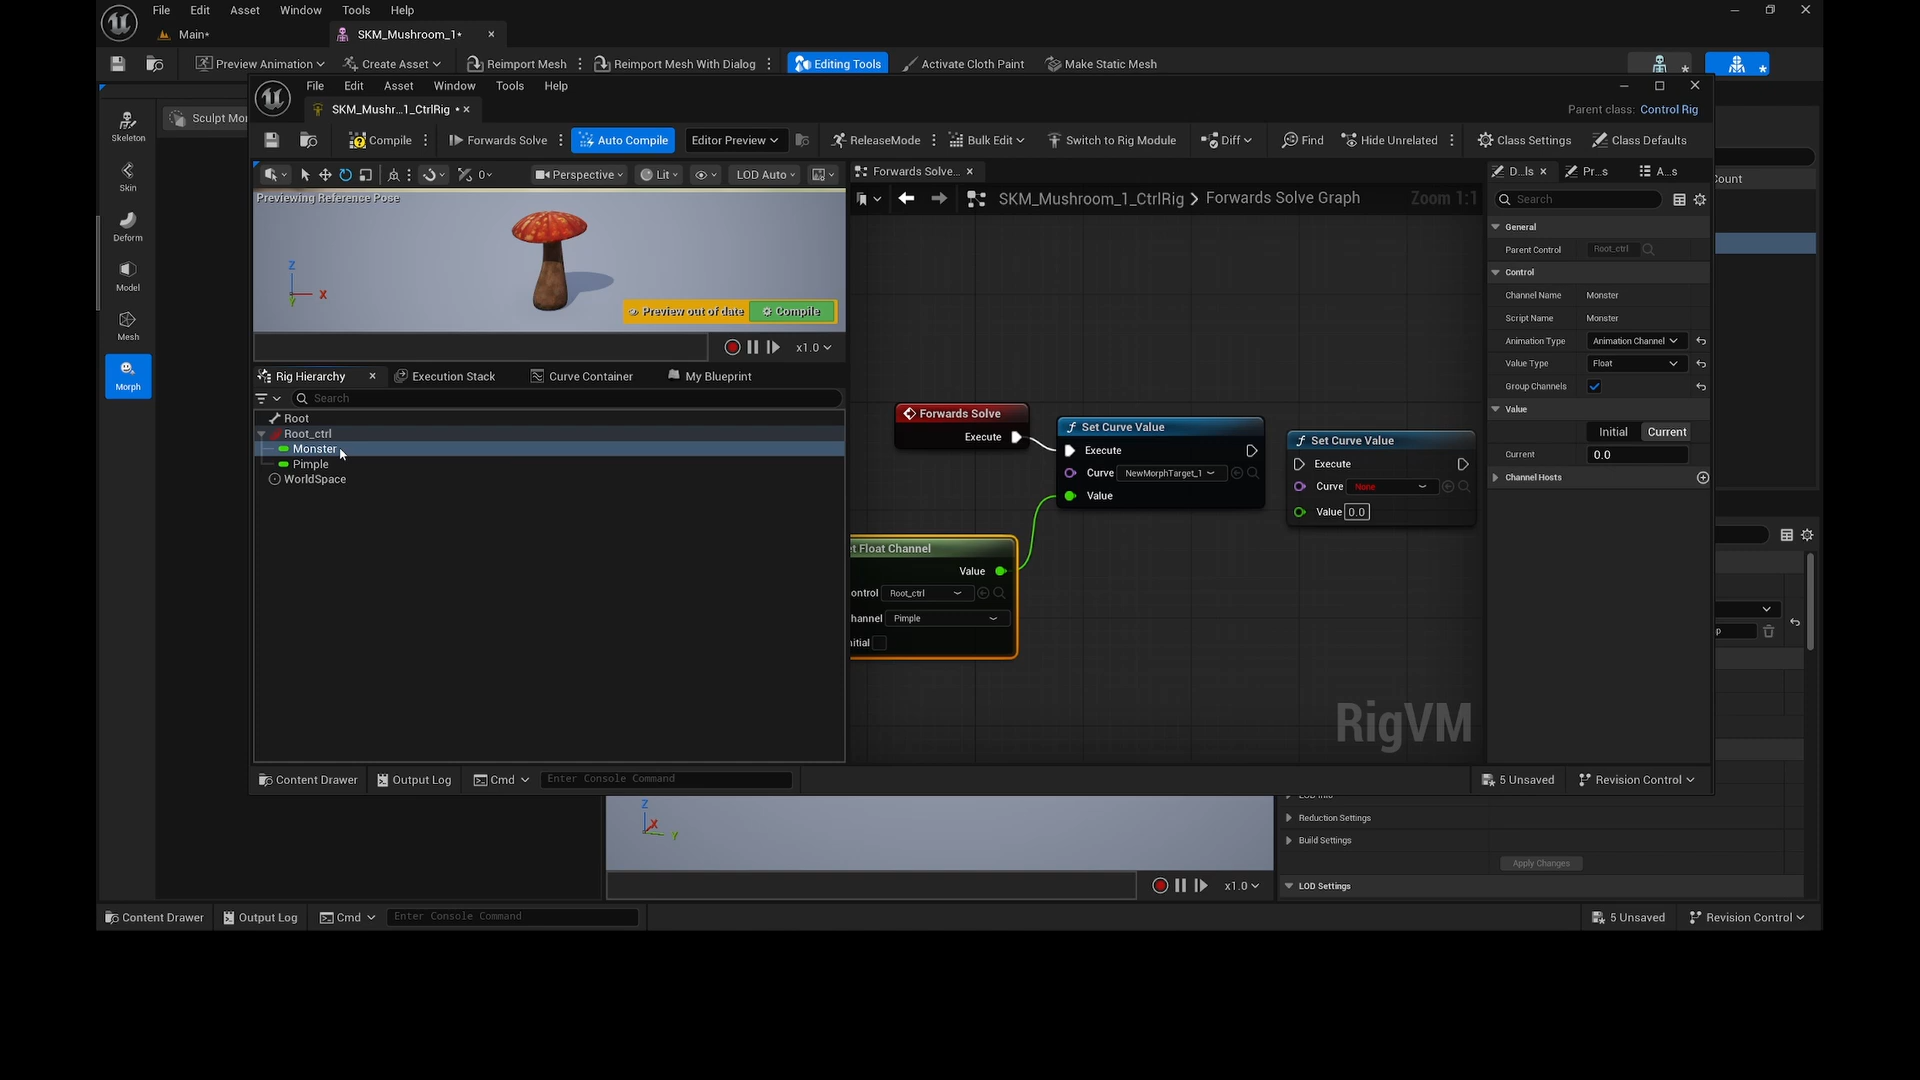 File Edit Asset Window Tools Help
Main*
SKM_Mushroom_1*
Preview Animation
Create Asset
Reimport Mesh
Reimport Mesh With Dialog
Editing Tools
Activate Cloth Paint
Make Static Mesh
Skeleton
Skin
Deform
Model
Mesh
Morph
Sculpt Mor
File Edit Asset Window Tools Help
SKM_Mushr...1_CtrlRig *
Parent class: Control Rig
Compile
Forwards Solve
Auto Compile
Editor Preview
ReleaseMode
Bulk Edit
Switch to Rig Module
Diff
Find
Hide Unrelated
Class Settings
Class Defaults
0
Perspective
Lit
LOD Auto
Previewing Reference Pose
Z
X
Y
Preview out of date
Compile
x1.0
Rig Hierarchy
Execution Stack
Curve Container
My Blueprint
Search
Root
Root_ctrl
Monster
Pimple
WorldSpace
Forwards Solve...
SKM_Mushroom_1_CtrlRig > Forwards Solve Graph
Zoom 1:1
Forwards Solve
Execute
Set Curve Value
Execute
Curve NewMorphTarget_1
Value
Set Curve Value
Execute
Curve None
Value 0.0
t Float Channel
Value
ontrol Root_ctrl
hannel Pimple
nitial
RigVM
D...ls
Pr...s
A...s
Search
General
Parent Control Root_ctrl
Control
Channel Name Monster
Script Name Monster
Animation Type Animation Channel
Value Type Float
Group Channels
Value
Initial Current
Current 0.0
Channel Hosts
ount
p
Content Drawer
Output Log
Cmd
Enter Console Command
5 Unsaved
Revision Control
Z
X
Y
x1.0
LOD Info
Reduction Settings
Build Settings
Apply Changes
LOD Settings
Content Drawer
Output Log
Cmd
Enter Console Command
5 Unsaved
Revision Control